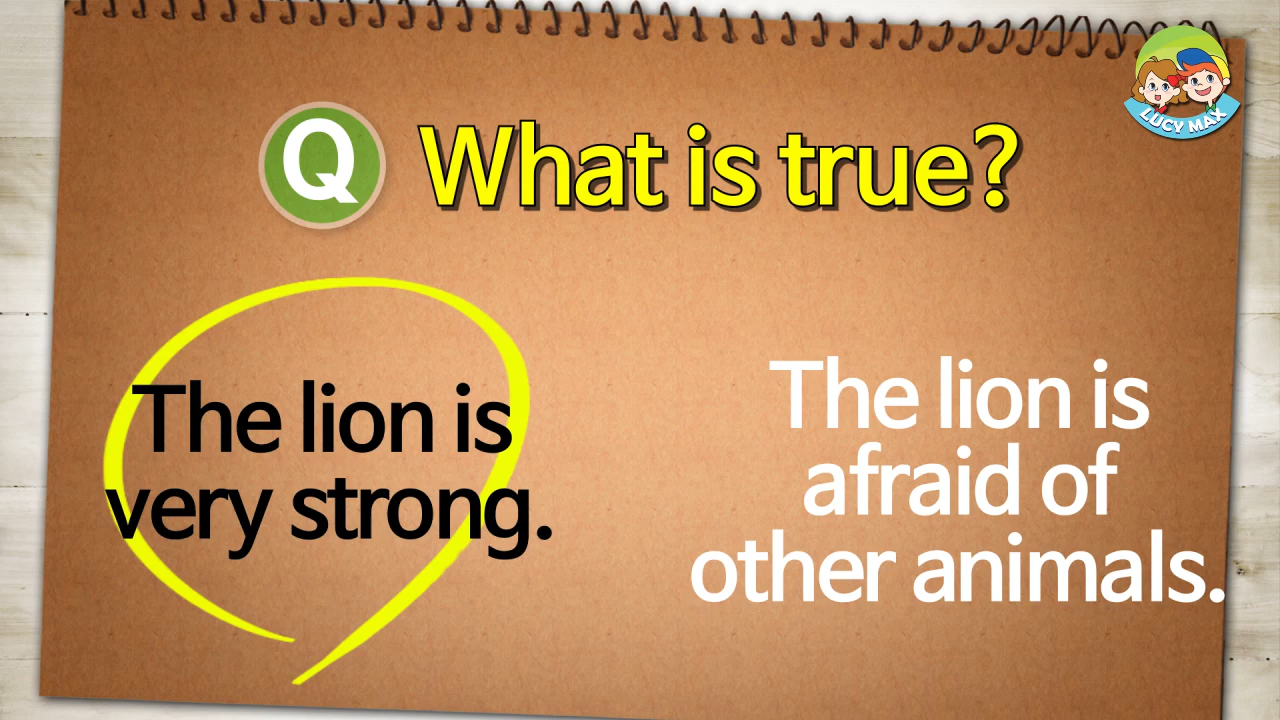 Q What is true?
The lion is
very strong.
The lion is
afraid of
other animals.
LUCY MAX